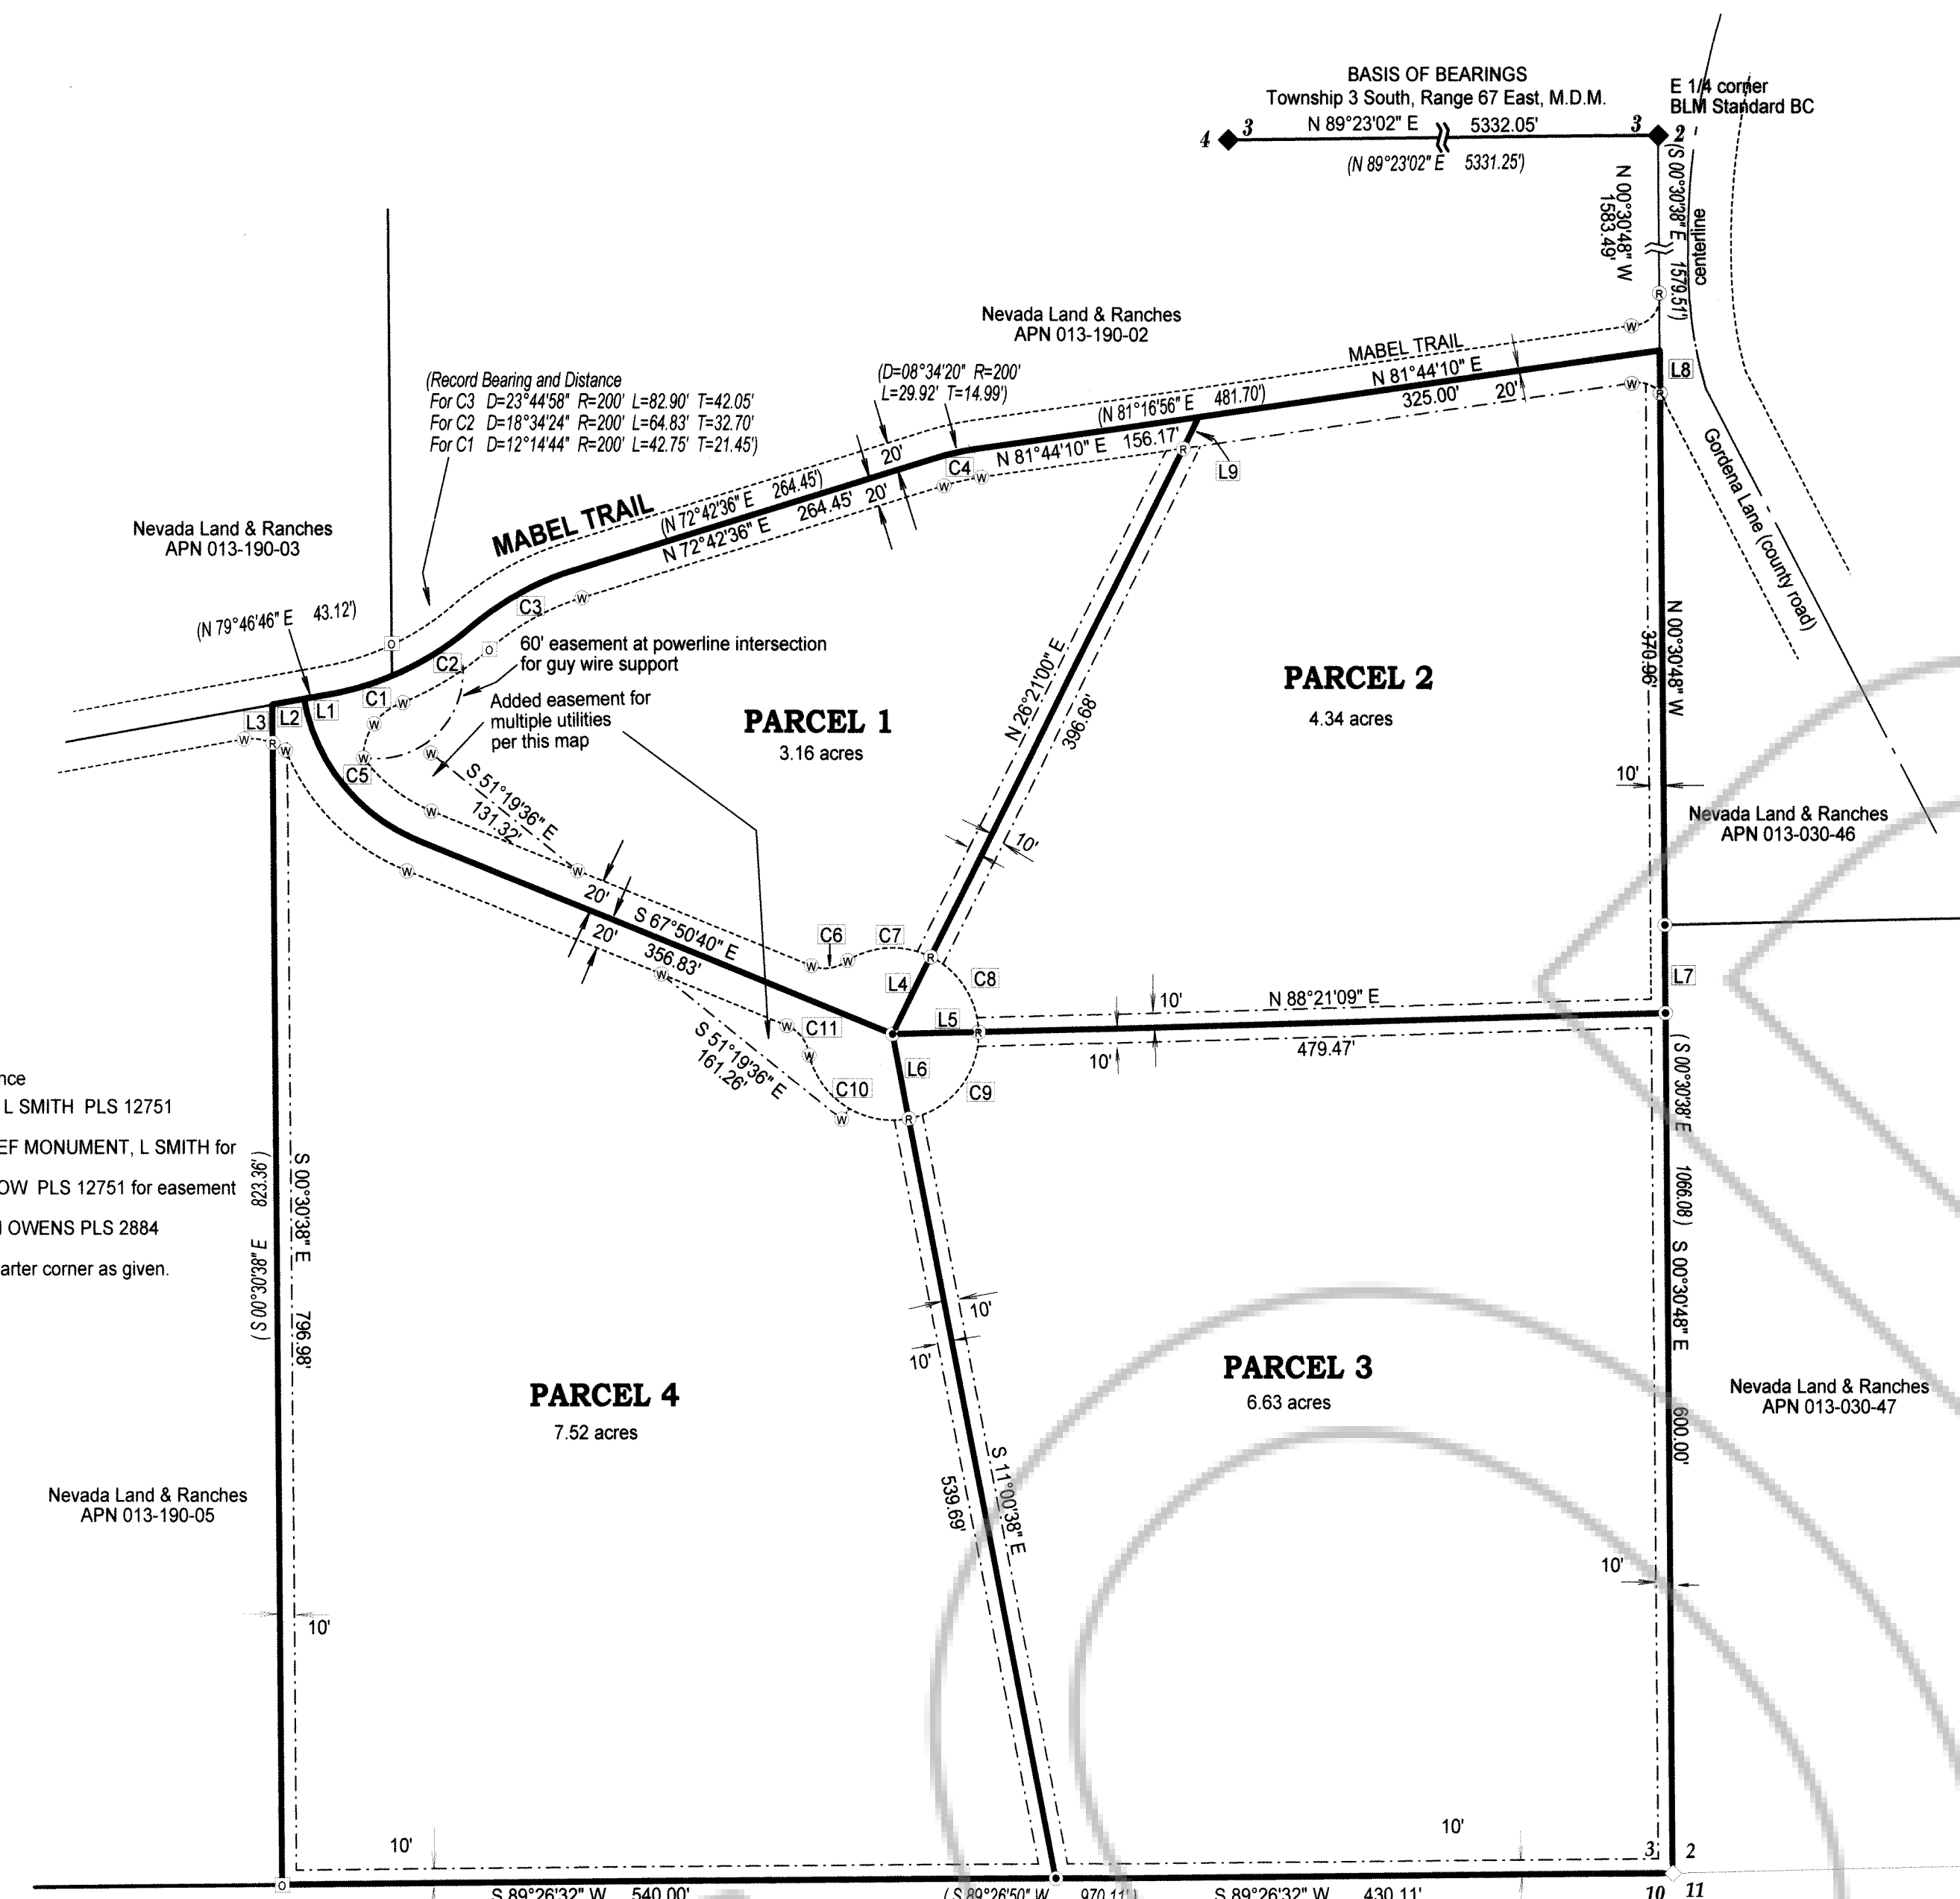 BASIS OF BEARINGS
Township 3 South, Range 67 East, M.D.M.
4 3 N 89°23'02" E 5332.05' 3 2
(N 89°23'02" E 5331.25')
E 1/4 corner
BLM Standard BC
(S 00°30'38" E 1579.51')
N 00°30'48" W
1583.49'
centerline
R
W
Nevada Land & Ranches
APN 013-190-02
MABEL TRAIL
N 81°44'10" E
325.00'
20'
W
R
L8
(N 81°16'56" E 481.70')
N 81°44'10" E 156.17'
R
L9
(D=08°34'20" R=200'
L=29.92' T=14.99')
20'
C4
W
W
(Record Bearing and Distance
For C3 D=23°44'58" R=200' L=82.90' T=42.05'
For C2 D=18°34'24" R=200' L=64.83' T=32.70'
For C1 D=12°14'44" R=200' L=42.75' T=21.45')
MABEL TRAIL
(N 72°42'36" E 264.45')
N 72°42'36" E 264.45' 20'
Nevada Land & Ranches
APN 013-190-03
(N 79°46'46" E 43.12')
C3
W
O
O
C2
C1
W
W
60' easement at powerline intersection
for guy wire support
Added easement for
multiple utilities
per this map
L3
L2
L1
W
R
W
W
C5
W
W
W
S 51°19'36" E
131.32'
W
20'
20'
S 67°50'40" E
356.83'
W
PARCEL 1
3.16 acres
N 26°21'00" E
396.68'
10'
PARCEL 2
4.34 acres
Gordena Lane (county road)
N 00°30'48" W
370.96'
10'
Nevada Land & Ranches
APN 013-030-46
C6
W
W
C7
R
L4
C8
L5
R
L7
10'
N 88°21'09" E
10'
479.47'
W
C11
W
L6
C10
W
R
C9
S 51°19'36" E
161.26'
nce
L SMITH PLS 12751
EF MONUMENT, L SMITH for
OW PLS 12751 for easement
OWENS PLS 2884
arter corner as given.
(S 00°30'38" E 823.36')
S 00°30'38" E
796.98'
(S 00°30'38' E 1066.08)
S 00°30'48" E
600.00'
10'
10'
PARCEL 3
6.63 acres
PARCEL 4
7.52 acres
Nevada Land & Ranches
APN 013-030-47
Nevada Land & Ranches
APN 013-190-05
S 11°00'38" E
539.69'
10'
10'
10'
10'
3 2
O
S 89°26'32" W 540.00'
(S 89°26'50" W 970.11')
S 89°26'32" W 430.11'
10 11